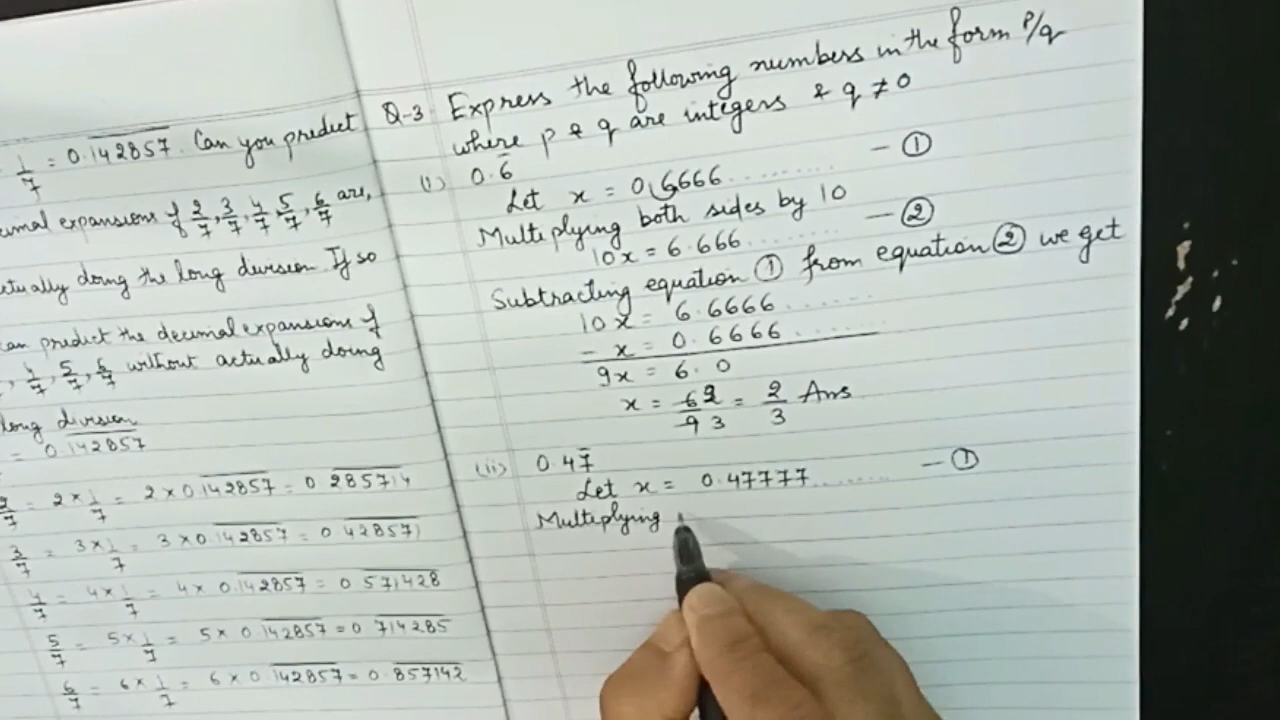 1/7 = 0.142857. Can you predict
decimal expansions of 2/7, 3/7, 4/7, 5/7, 6/7 are,
actually doing the long division. If so
can predict the decimal expansions of
, 4/7, 5/7, 6/7 without actually doing
long division
= 0.142857
2/7 = 2 × 1/7 = 2 × 0.142857 = 0 285714
3/7 = 3 × 1/7 = 3 × 0.142857 = 0 428571
4/7 = 4 × 1/7 = 4 × 0.142857 = 0 571428
5/7 = 5 × 1/7 = 5 × 0.142857 = 0 714285
6/7 = 6 × 1/7 = 6 × 0.142857 = 0.857142
Q-3 Express the following numbers in the form P/q
where p & q are integers & q ≠ 0
(i) 0.6̅
Let x = 0.6666......... – ①
Multiplying both sides by 10
10x = 6.666......... – ②
Subtracting equation ① from equation ② we get
10x = 6.6666......
- x = 0.6666.......
9x = 6.0
x = 6 2/9 3 = 2/3 Ans
(ii) 0.47̅
Let x = 0.47777....... – ①
Multiplying